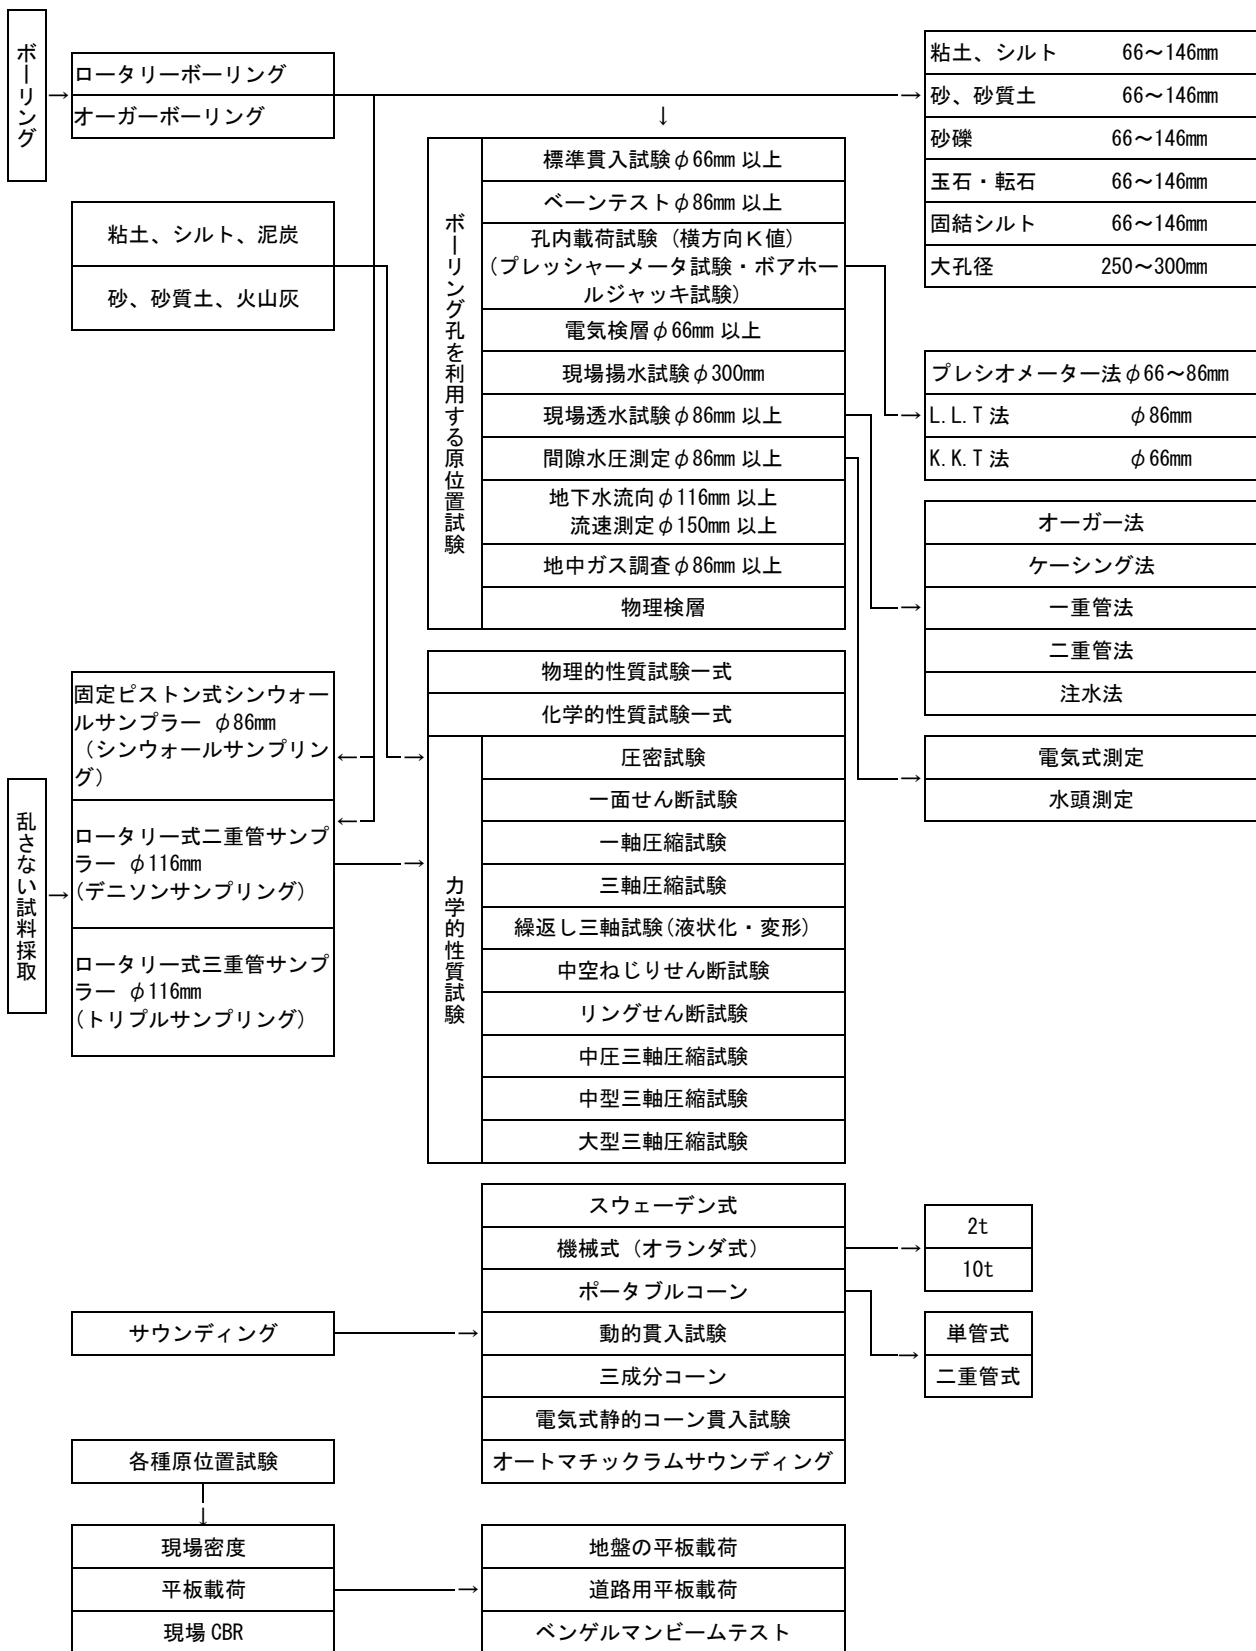 ボーリング
ロータリーボーリング
オーガーボーリング
粘土、シルト、泥炭
砂、砂質土、火山灰
ボーリング孔を利用する原位置試験
標準貫入試験φ66mm 以上
ベーンテストφ86mm 以上
孔内載荷試験（横方向Ｋ値）
（プレッシャーメータ試験・ボアホー
ルジャッキ試験）
電気検層φ66mm 以上
現場揚水試験φ300mm
現場透水試験φ86mm 以上
間隙水圧測定φ86mm 以上
地下水流向φ116mm 以上
流速測定φ150mm 以上
地中ガス調査φ86mm 以上
物理検層
粘土、シルト 66～146mm
砂、砂質土 66～146mm
砂礫 66～146mm
玉石・転石 66～146mm
固結シルト 66～146mm
大孔径 250～300mm
プレシオメーター法φ66～86mm
L.L.T 法 φ86mm
K.K.T 法 φ66mm
オーガー法
ケーシング法
一重管法
二重管法
注水法
電気式測定
水頭測定
乱さない試料採取
固定ピストン式シンウォー
ルサンプラー φ86mm
（シンウォールサンプリン
グ）
ロータリー式二重管サンプ
ラー φ116mm
（デニソンサンプリング）
ロータリー式三重管サンプ
ラー φ116mm
（トリプルサンプリング）
物理的性質試験一式
化学的性質試験一式
力学的性質試験
圧密試験
一面せん断試験
一軸圧縮試験
三軸圧縮試験
繰返し三軸試験（液状化・変形）
中空ねじりせん断試験
リングせん断試験
中圧三軸圧縮試験
中型三軸圧縮試験
大型三軸圧縮試験
サウンディング
スウェーデン式
機械式（オランダ式）
ポータブルコーン
動的貫入試験
三成分コーン
電気式静的コーン貫入試験
オートマチックラムサウンディング
2t
10t
単管式
二重管式
各種原位置試験
現場密度
平板載荷
現場 CBR
地盤の平板載荷
道路用平板載荷
ベンゲルマンビームテスト